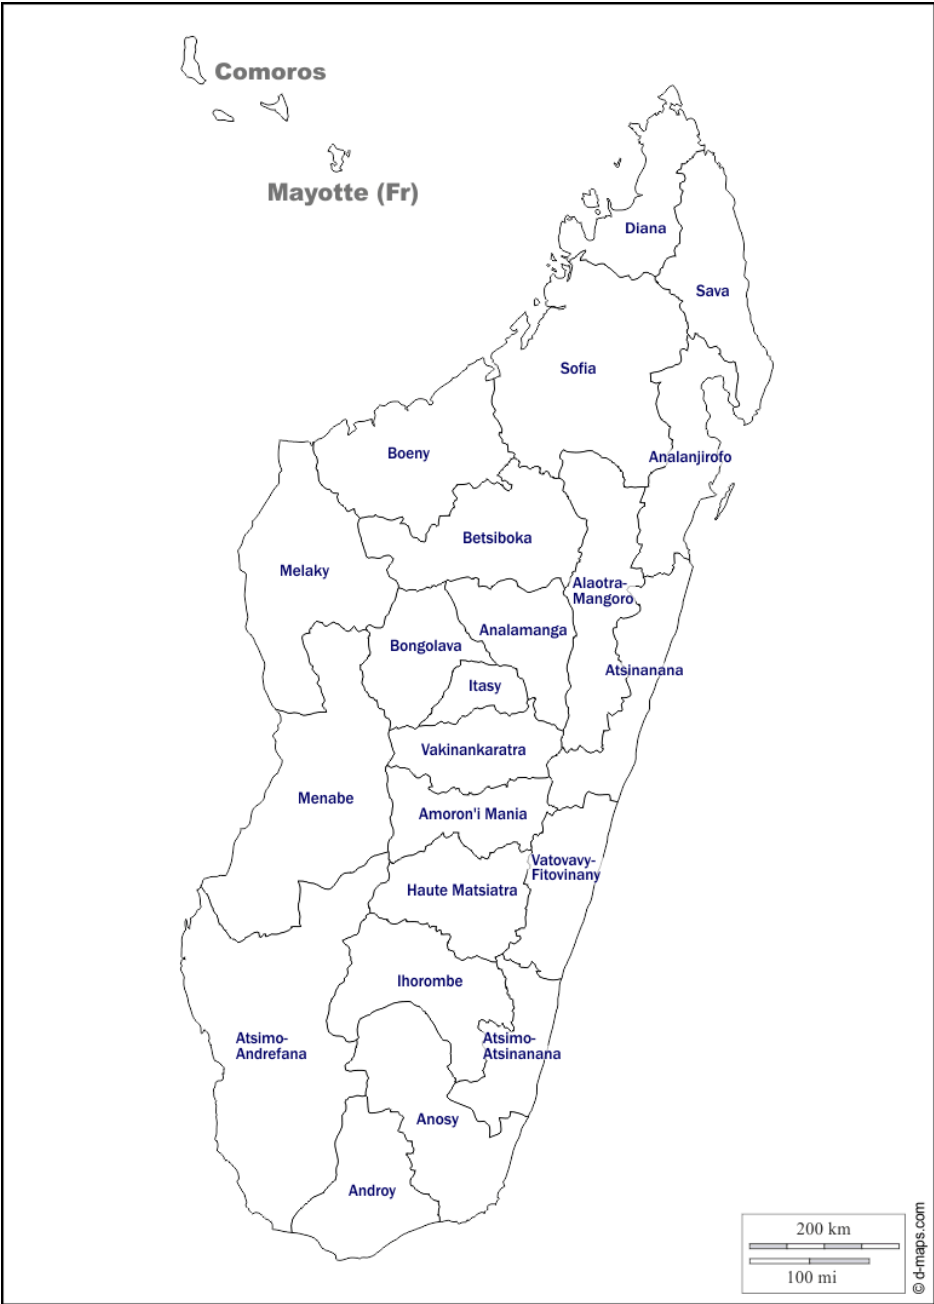 Comoros
Mayotte (Fr)
Diana
Sava
Sofia
Boeny
Analanjirofo
Betsiboka
Melaky
Alaotra-
Mangoro
Analamanga
Bongolava
Atsinanana
Itasy
Vakinankaratra
Menabe
Amoron'i Mania
Vatovavy-
Fitovinany
Haute Matsiatra
Ihorombe
Atsimo-
Andrefana
Atsimo-
Atsinanana
Anosy
Androy
200 km
100 mi
© d-maps.com